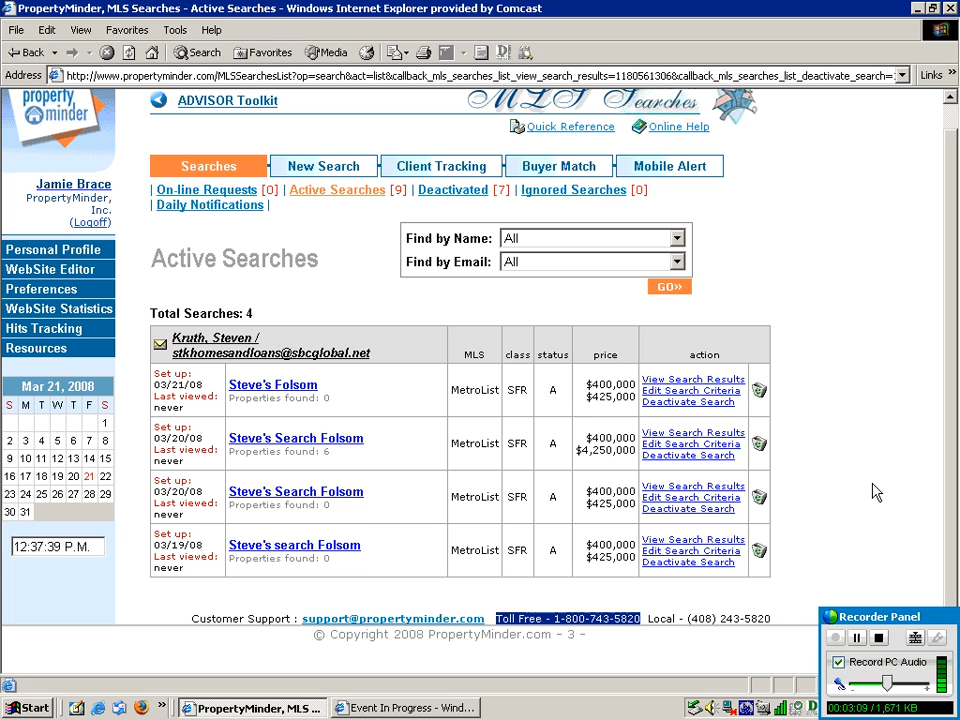 PropertyMinder, MLS Searches - Active Searches - Windows Internet Explorer provided by Comcast
File Edit View Favorites Tools Help
Back Search Favorites Media
Address http://www.propertyminder.com/MLSSearchesList?op=search&act=list&callback_mls_searches_list_view_search_results=1180561306&callback_mls_searches_list_deactivate_search= Links »
property
minder
ADVISOR Toolkit
MLS Searches
Quick Reference Online Help
Searches New Search Client Tracking Buyer Match Mobile Alert
| On-line Requests [0] | Active Searches [9] | Deactivated [7] | Ignored Searches [0]
| Daily Notifications |
Jamie Brace
PropertyMinder,
Inc.
(Logoff)
Personal Profile
WebSite Editor
Preferences
WebSite Statistics
Hits Tracking
Resources
Mar 21, 2008
S M T W T F S
1
2 3 4 5 6 7 8
9 10 11 12 13 14 15
16 17 18 19 20 21 22
23 24 25 26 27 28 29
30 31
12:37:39 P.M.
Active Searches
Find by Name: All
Find by Email: All
GO»
Total Searches: 4
Kruth, Steven /
stkhomesandloans@sbcglobal.net
MLS class status price action
Set up:
03/21/08
Last viewed:
never
Steve's Folsom
Properties found: 0
MetroList SFR A $400,000
$425,000
View Search Results
Edit Search Criteria
Deactivate Search
Set up:
03/20/08
Last viewed:
never
Steve's Search Folsom
Properties found: 6
MetroList SFR A $400,000
$4,250,000
View Search Results
Edit Search Criteria
Deactivate Search
Set up:
03/20/08
Last viewed:
never
Steve's Search Folsom
Properties found: 0
MetroList SFR A $400,000
$425,000
View Search Results
Edit Search Criteria
Deactivate Search
Set up:
03/19/08
Last viewed:
never
Steve's search Folsom
Properties found: 0
MetroList SFR A $400,000
$425,000
View Search Results
Edit Search Criteria
Deactivate Search
Customer Support : support@propertyminder.com Toll Free - 1-800-743-5820 Local - (408) 243-5820
© Copyright 2008 PropertyMinder.com - 3 -
Recorder Panel
Record PC Audio
00:03:09 / 1,671 KB
Start » PropertyMinder, MLS ... Event In Progress - Wind...